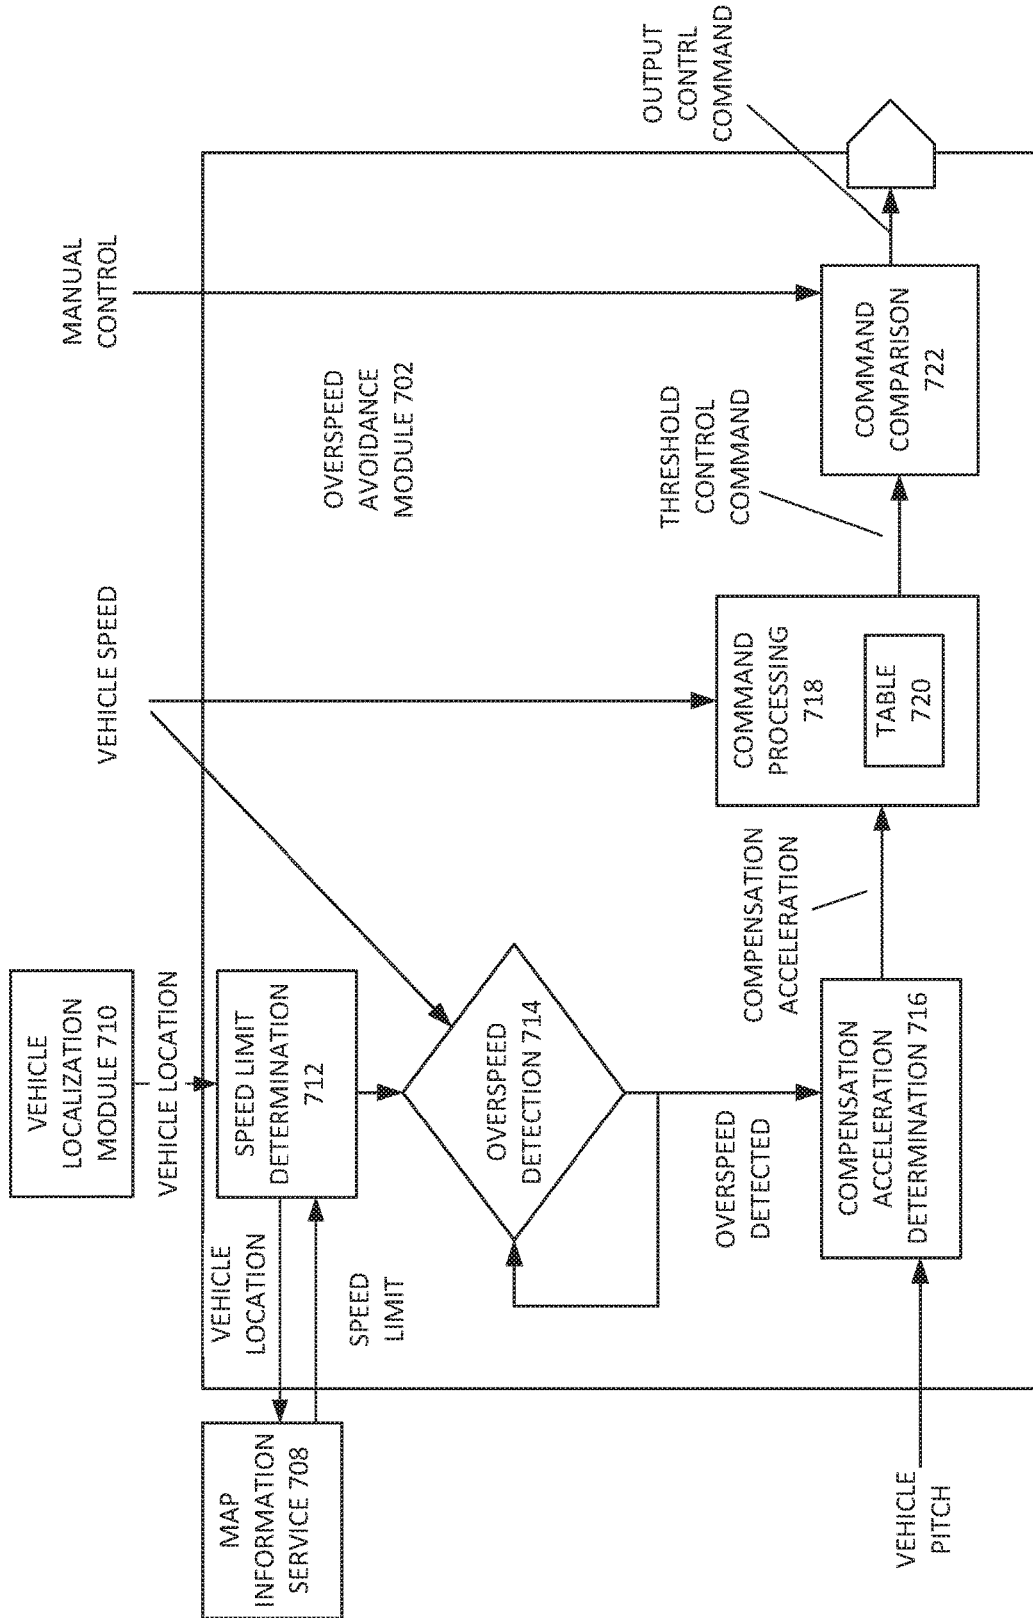 VEHICLE
LOCALIZATION
MODULE 710
VEHICLE LOCATION
VEHICLE SPEED
MANUAL
CONTROL
MAP
INFORMATION
SERVICE 708
VEHICLE
LOCATION
SPEED
LIMIT
SPEED LIMIT
DETERMINATION
712
OVERSPEED
AVOIDANCE
MODULE 702
OVERSPEED
DETECTION 714
OVERSPEED
DETECTED
VEHICLE
PITCH
COMPENSATION
ACCELERATION
DETERMINATION 716
COMPENSATION
ACCELERATION
COMMAND
PROCESSING
718
TABLE
720
THRESHOLD
CONTROL
COMMAND
COMMAND
COMPARISON
722
OUTPUT
CONTRL
COMMAND